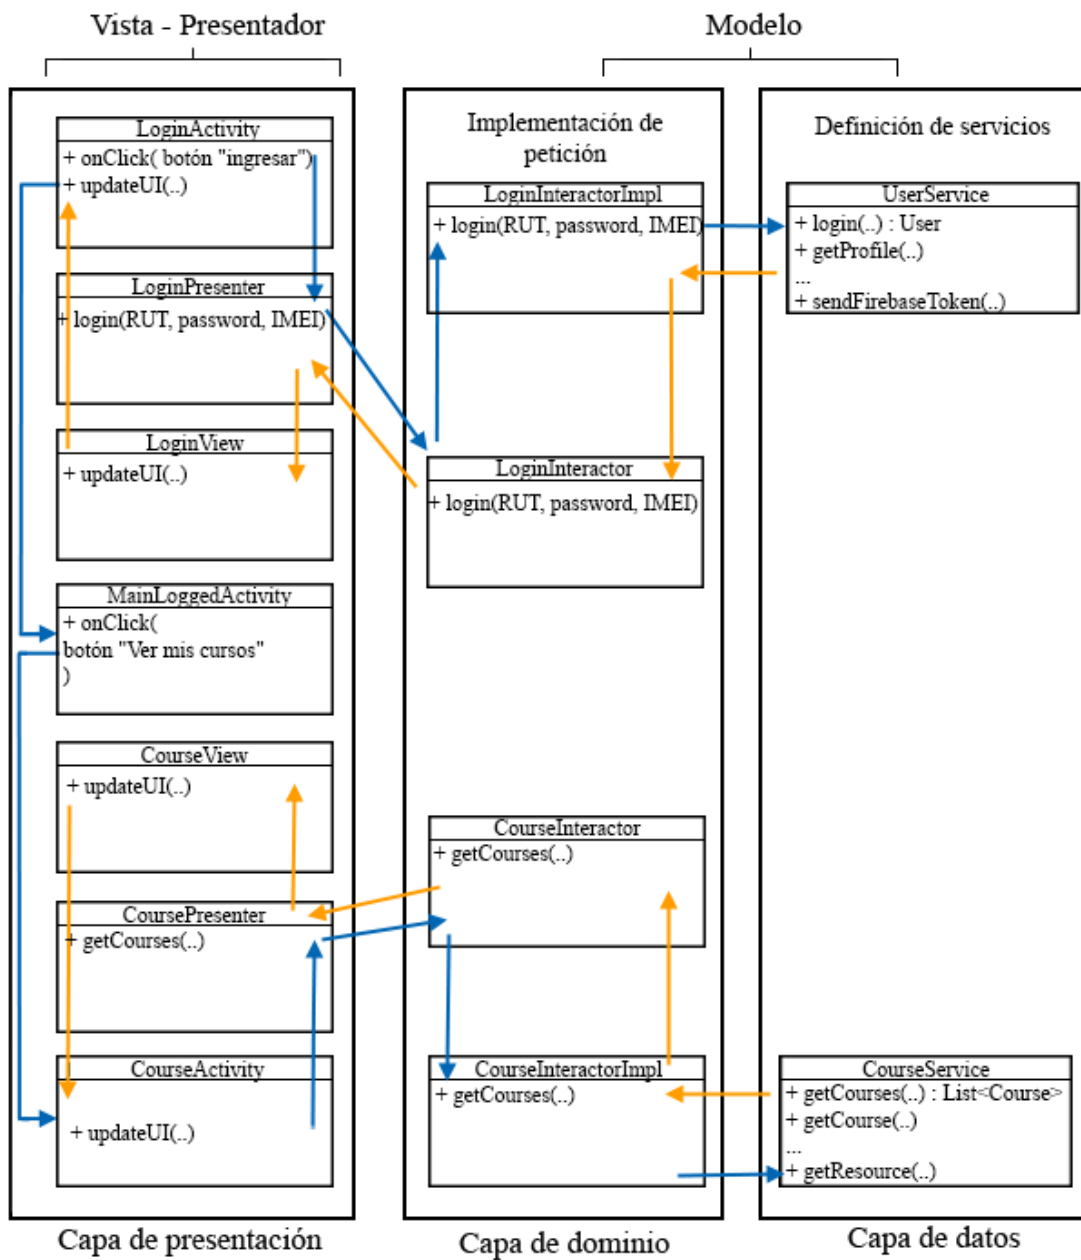 Vista - Presentador
Modelo
LoginActivity
+ onClick( botón "ingresar")
+ updateUI(..)
LoginPresenter
+ login(RUT, password, IMEI)
LoginView
+ updateUI(..)
MainLoggedActivity
+ onClick(
botón "Ver mis cursos"
)
CourseView
+ updateUI(..)
CoursePresenter
+ getCourses(..)
CourseActivity
+ updateUI(..)
Capa de presentación
Implementación de
petición
LoginInteractorImpl
+ login(RUT, password, IMEI)
LoginInteractor
+ login(RUT, password, IMEI)
CourseInteractor
+ getCourses(..)
CourseInteractorImpl
+ getCourses(..)
Capa de dominio
Definición de servicios
UserService
+ login(..) : User
+ getProfile(..)
...
+ sendFirebaseToken(..)
CourseService
+ getCourses(..) : List<Course>
+ getCourse(..)
...
+ getResource(..)
Capa de datos